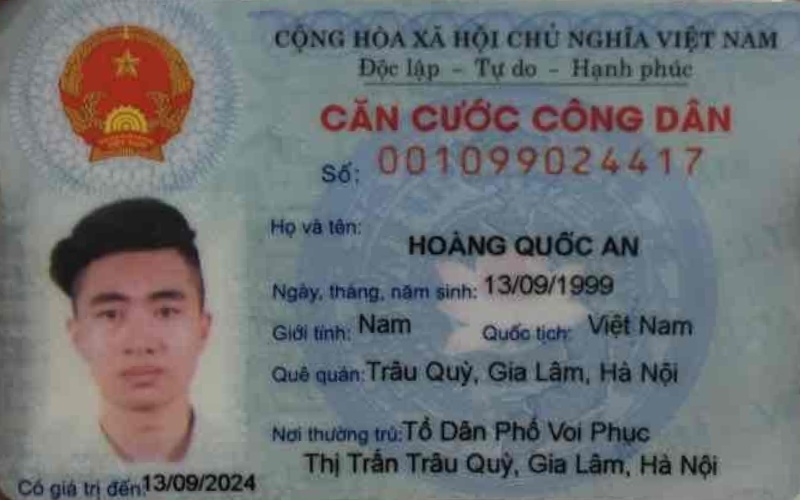 CỘNG HÒA XÃ HỘI CHỦ NGHĨA VIỆT NAM
Độc lập - Tự do - Hạnh phúc
CĂN CƯỚC CÔNG DÂN
Số: 001099024417
Họ và tên:
HOÀNG QUỐC AN
Ngày, tháng, năm sinh: 13/09/1999
Giới tính: Nam Quốc tịch: Việt Nam
Quê quán: Trâu Quỳ, Gia Lâm, Hà Nội
Nơi thường trú: Tổ Dân Phố Voi Phục
Thị Trấn Trâu Quỳ, Gia Lâm, Hà Nội
Có giá trị đến: 13/09/2024